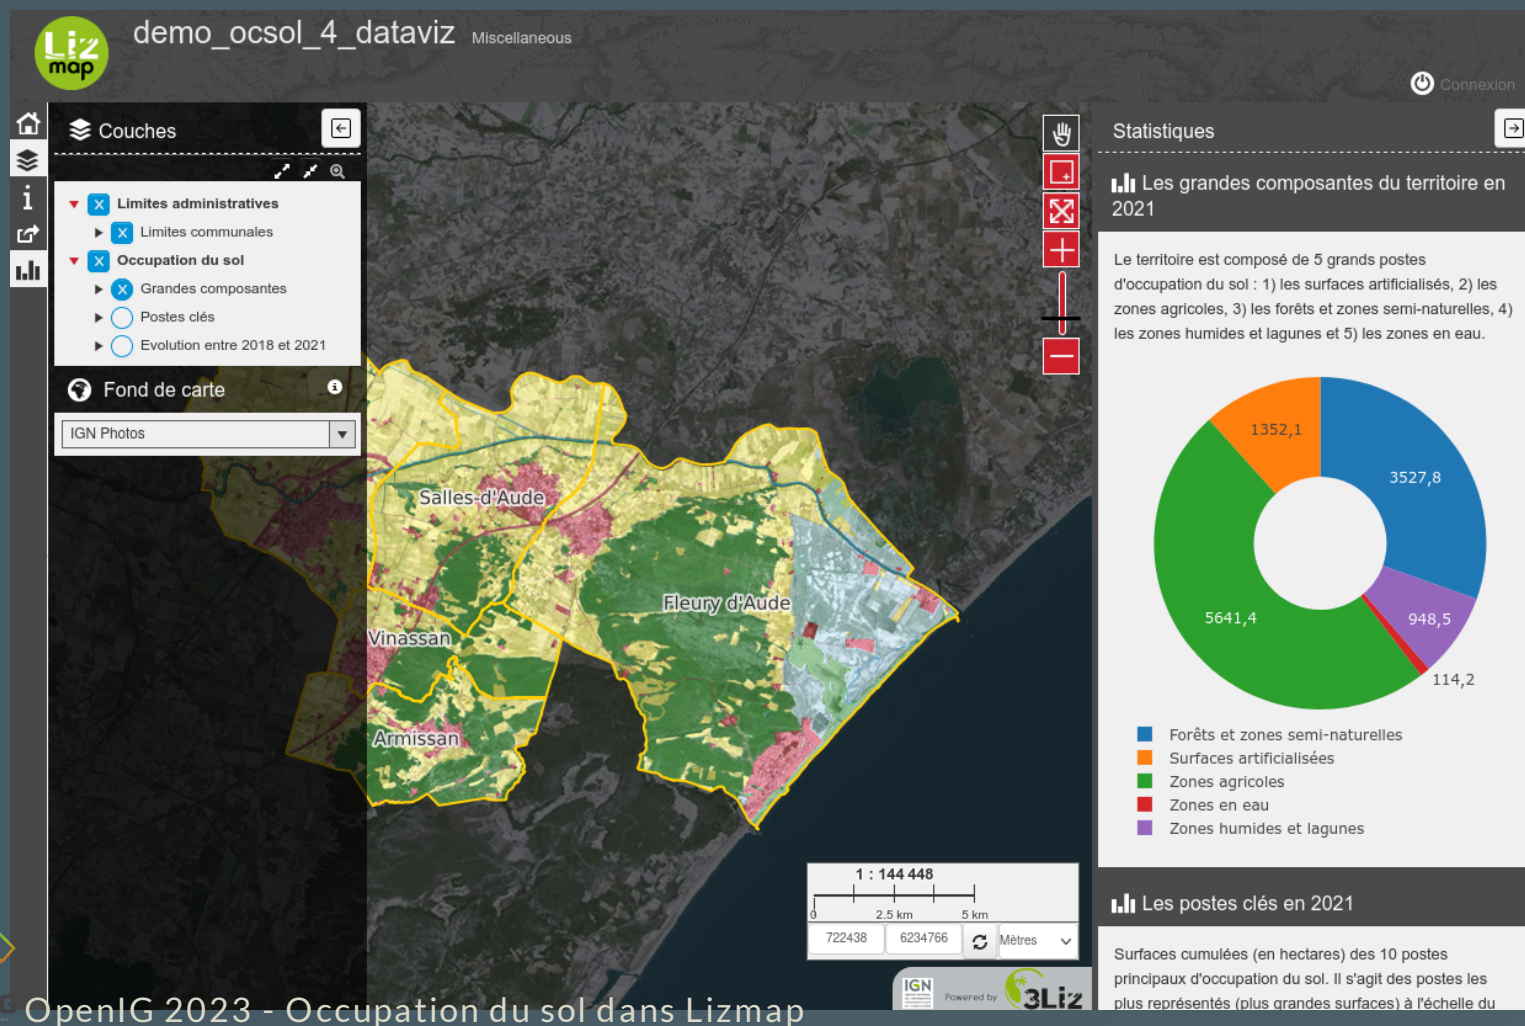 Liz
map
demo_ocsol_4_dataviz Miscellaneous
Connexion
Couches
Limites administratives
Limites communales
Occupation du sol
Grandes composantes
Postes clés
Evolution entre 2018 et 2021
Fond de carte
IGN Photos
Salles-d'Aude
Fleury d'Aude
Vinassan
Armissan
1 : 144 448
0 2.5 km 5 km
722438 6234766 Mètres
IGN
Powered by 3Liz
Statistiques
Les grandes composantes du territoire en
2021
Le territoire est composé de 5 grands postes
d'occupation du sol : 1) les surfaces artificialisés, 2) les
zones agricoles, 3) les forêts et zones semi-naturelles, 4)
les zones humides et lagunes et 5) les zones en eau.
1352,1
3527,8
5641,4
948,5
114,2
Forêts et zones semi-naturelles
Surfaces artificialisées
Zones agricoles
Zones en eau
Zones humides et lagunes
Les postes clés en 2021
Surfaces cumulées (en hectares) des 10 postes
principaux d'occupation du sol. Il s'agit des postes les
plus représentés (plus grandes surfaces) à l'échelle du
OpenIG 2023 - Occupation du sol dans Lizmap